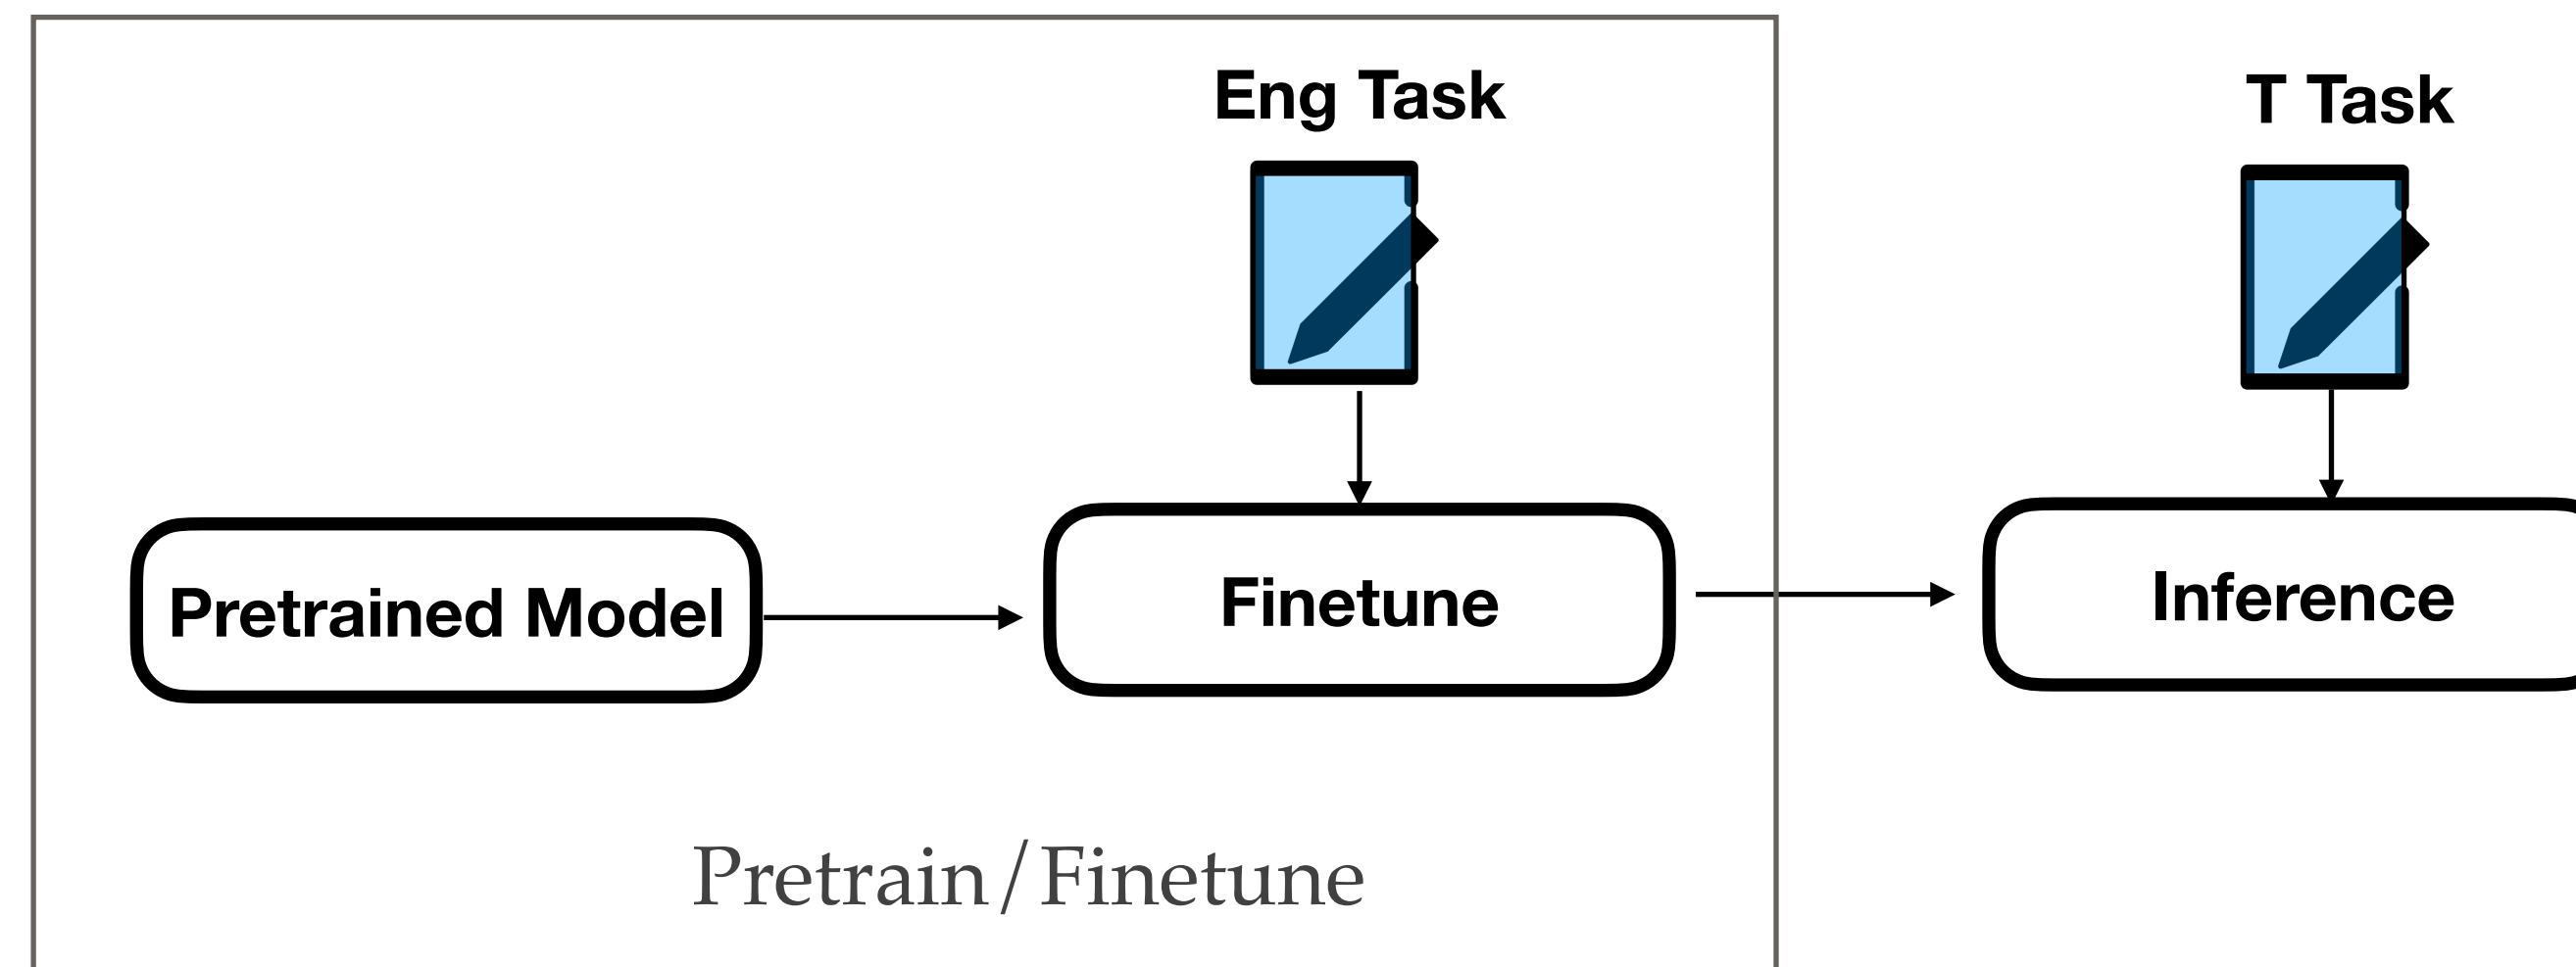 Eng Task
T Task
Pretrained Model
Finetune
Inference
Pretrain/Finetune